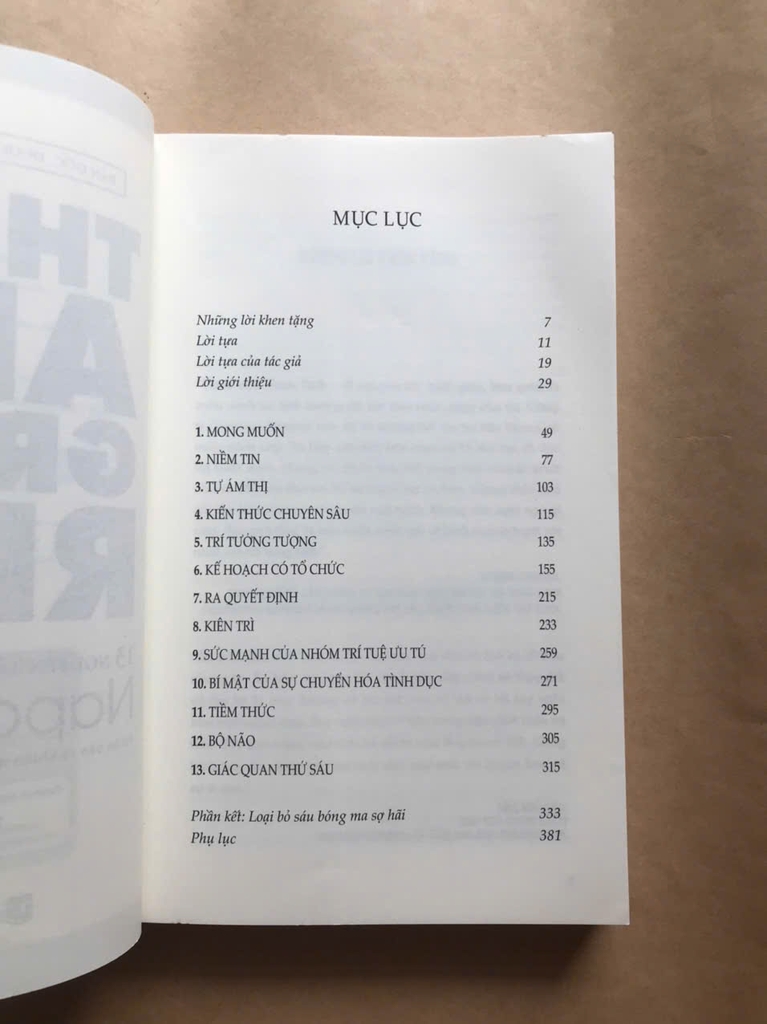 MỤC LỤC
Những lời khen tặng 7
Lời tựa 11
Lời tựa của tác giả 19
Lời giới thiệu 29
1. MONG MUỐN 49
2. NIỀM TIN 77
3. TỰ ÁM THỊ 103
4. KIẾN THỨC CHUYÊN SÂU 115
5. TRÍ TƯỞNG TƯỢNG 135
6. KẾ HOẠCH CÓ TỔ CHỨC 155
7. RA QUYẾT ĐỊNH 215
8. KIÊN TRÌ 233
9. SỨC MẠNH CỦA NHÓM TRÍ TUỆ ƯU TÚ 259
10. BÍ MẬT CỦA SỰ CHUYỂN HÓA TÌNH DỤC 271
11. TIỀM THỨC 295
12. BỘ NÃO 305
13. GIÁC QUAN THỨ SÁU 315
Phần kết: Loại bỏ sáu bóng ma sợ hãi 333
Phụ lục 381